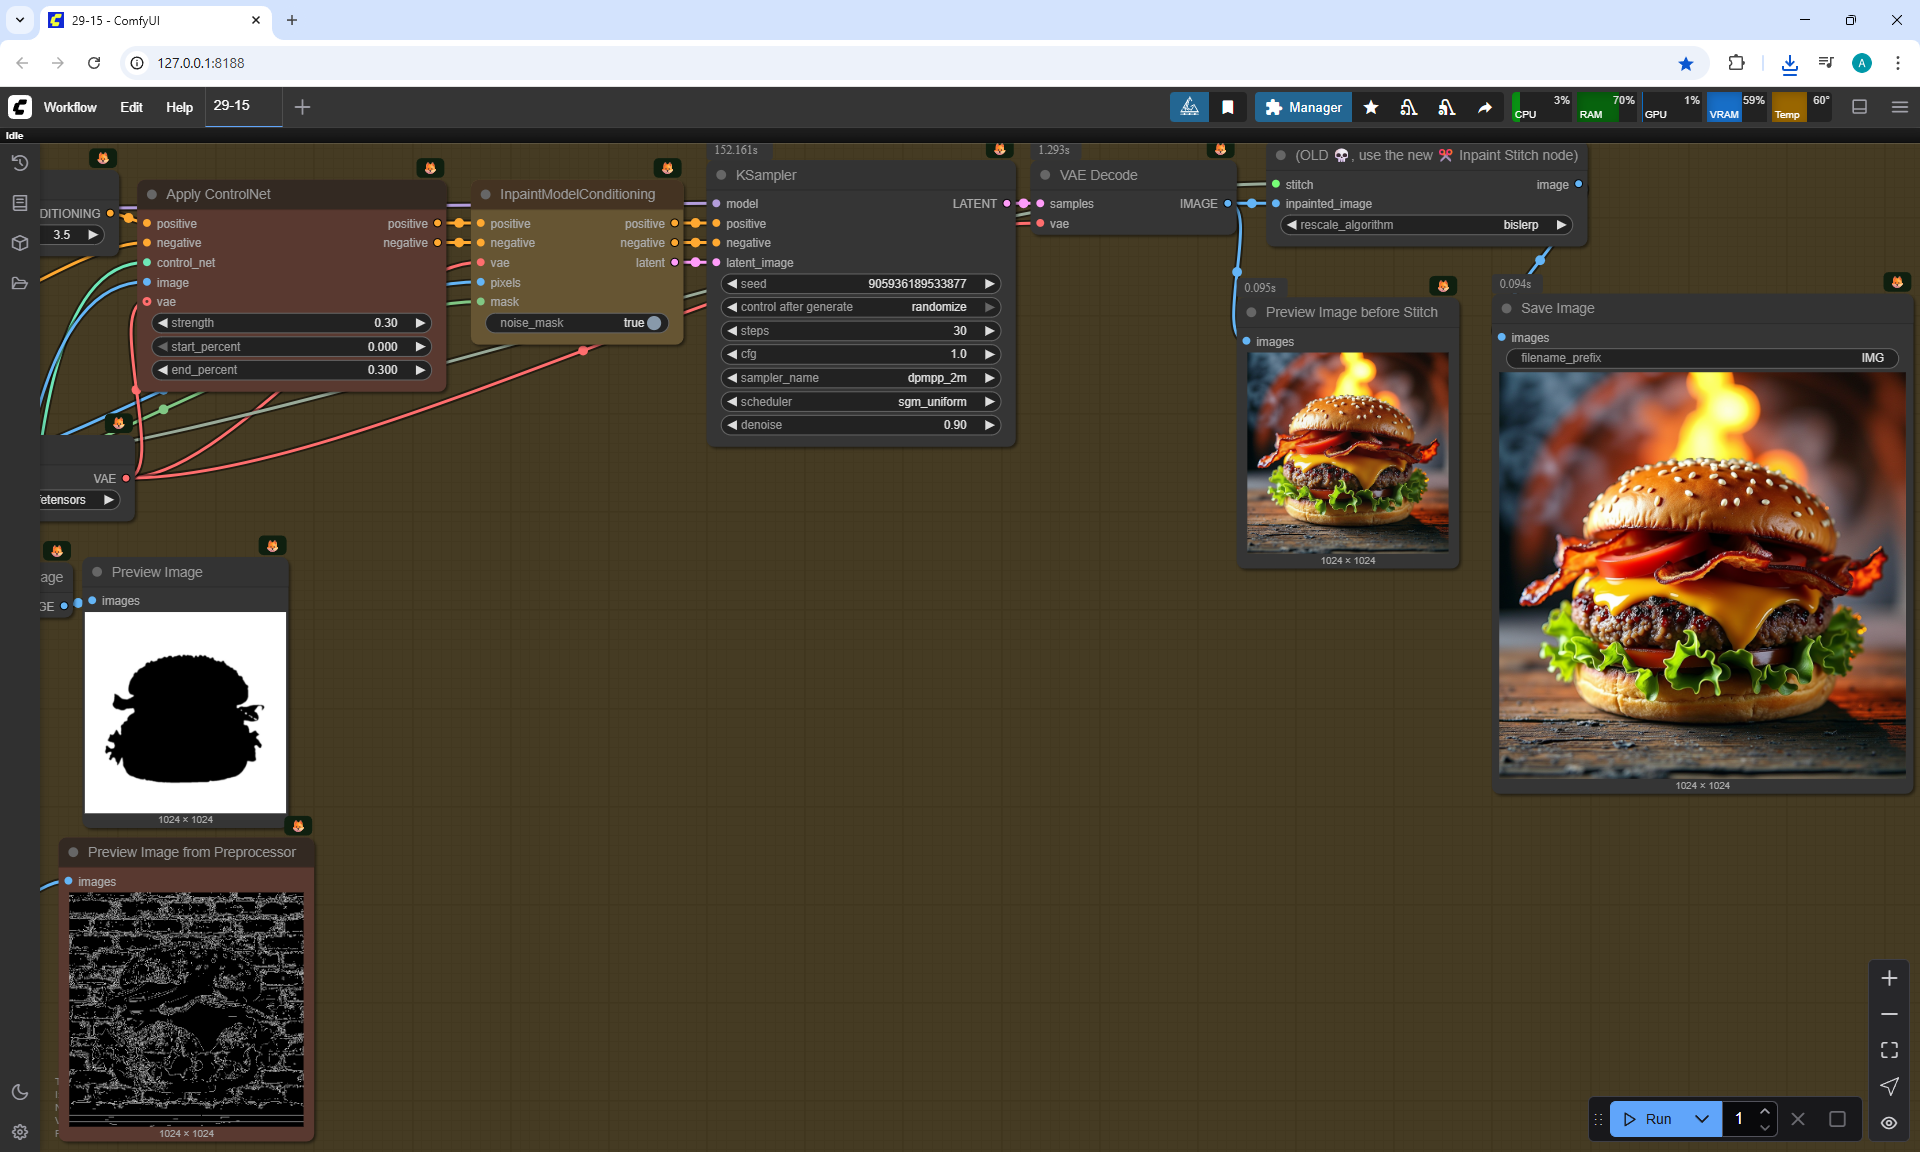 29-15 - ComfyUI
127.0.0.1:8188
A
Workflow
Edit
Help
29-15
Manager
CPU 3%
RAM 70%
GPU 1%
VRAM 59%
Temp 60°
Idle
DITIONING
3.5
Apply ControlNet
positive
positive
negative
negative
control_net
image
vae
strength 0.30
start_percent 0.000
end_percent 0.300
InpaintModelConditioning
positive
positive
negative
negative
vae
latent
pixels
mask
noise_mask true
152.161s
KSampler
model
LATENT
positive
negative
latent_image
seed 905936189533877
control after generate randomize
steps 30
cfg 1.0
sampler_name dpmpp_2m
scheduler sgm_uniform
denoise 0.90
1.293s
VAE Decode
samples
IMAGE
vae
(OLD 💀, use the new ✂️ Inpaint Stitch node)
stitch
image
inpainted_image
rescale_algorithm bislerp
0.095s
Preview Image before Stitch
images
1024 × 1024
0.094s
Save Image
images
filename_prefix IMG
1024 × 1024
VAE
fetensors
age
GE
Preview Image
images
1024 × 1024
Preview Image from Preprocessor
images
1024 × 1024
Run
1